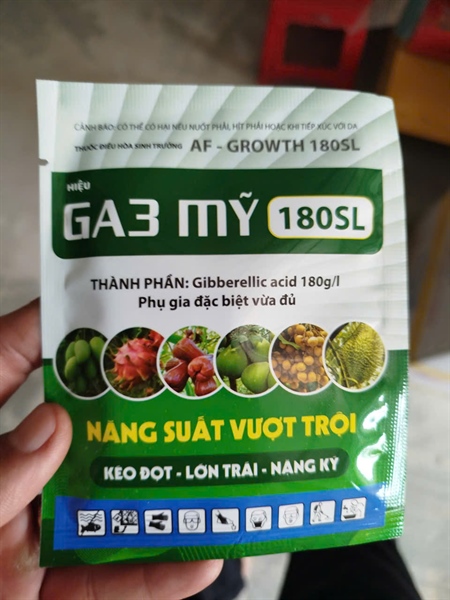 CẢNH BÁO: CÓ THỂ CÓ HẠI NẾU NUỐT PHẢI, HÍT PHẢI HOẶC KHI TIẾP XÚC VỚI DA
THUỐC ĐIỀU HÒA SINH TRƯỞNG AF - GROWTH 180SL
HIỆU
GA3 MỸ 180SL
THÀNH PHẦN: Gibberellic acid 180g/l
Phụ gia đặc biệt vừa đủ
NĂNG SUẤT VƯỢT TRỘI
KÉO ĐỌT - LỚN TRÁI - NẶNG KÝ